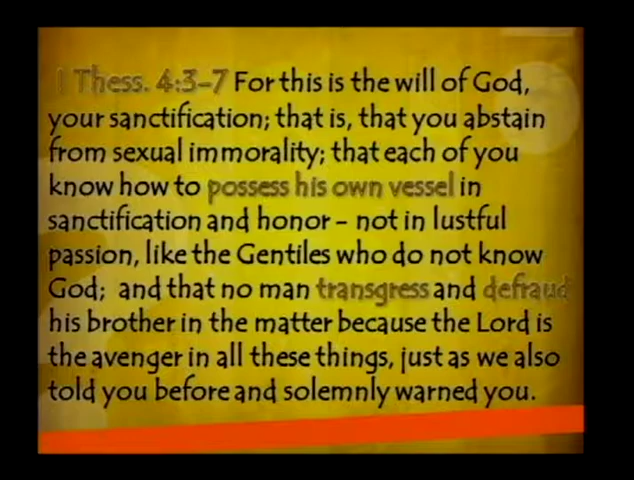 I Thess. 4:3-7 For this is the will of God,
your sanctification; that is, that you abstain
from sexual immorality; that each of you
know how to possess his own vessel in
sanctification and honor - not in lustful
passion, like the Gentiles who do not know
God; and that no man transgress and defraud
his brother in the matter because the Lord is
the avenger in all these things, just as we also
told you before and solemnly warned you.